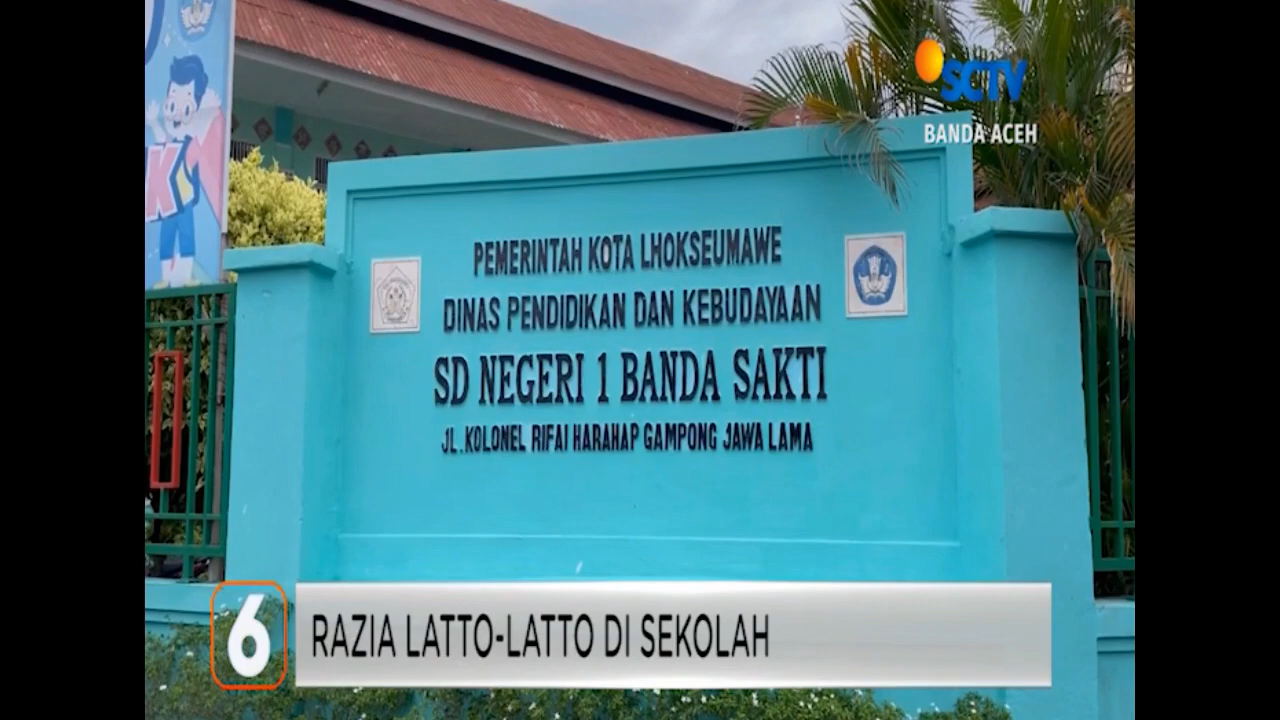 SCTV
BANDA ACEH
K
PEMERINTAH KOTA LHOKSEUMAWE
DINAS PENDIDIKAN DAN KEBUDAYAAN
SD NEGERI 1 BANDA SAKTI
JL.KOLONEL RIFAI HARAHAP GAMPONG JAWA LAMA
6 RAZIA LATTO-LATTO DI SEKOLAH